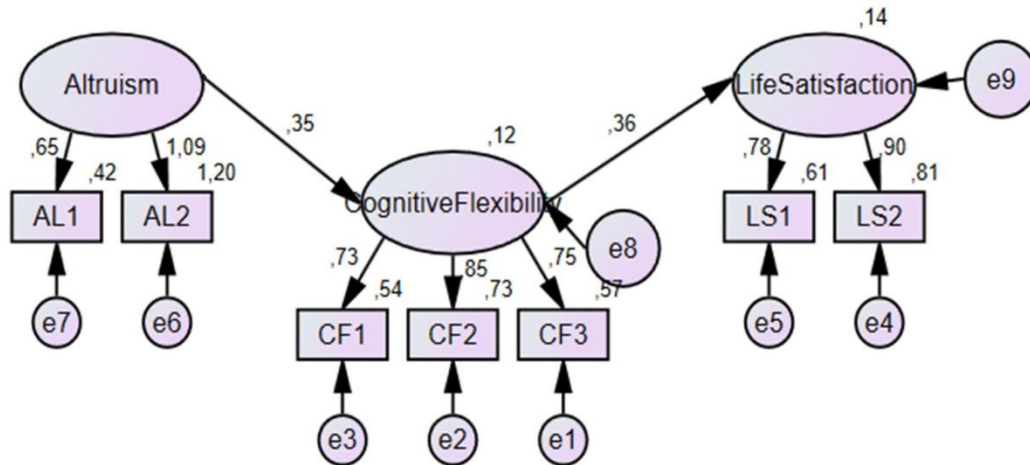 ,14
Altruism
LifeSatisfaction
e9
,35
,36
,12
,65
1,09
,78
,90
,42
1,20
CognitiveFlexibility
,61
,81
AL1
AL2
LS1
LS2
e8
,73
,85
,75
,54
,73
,57
e7
e6
e5
e4
CF1
CF2
CF3
e3
e2
e1